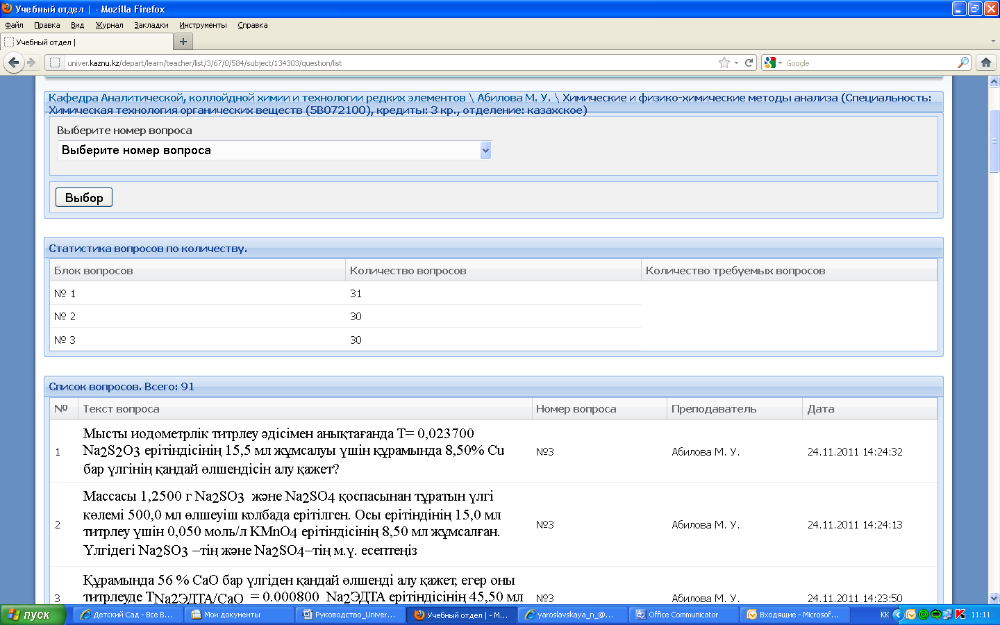 Учебный отдел | - Mozilla Firefox
Файл Правка Вид Журнал Закладки Инструменты Справка
Учебный отдел |
univer.kaznu.kz/depart/learn/teacher/list/3/67/0/584/subject/134303/question/list
Google
Кафедра Аналитической, коллойдной химии и технологии редких элементов \ Абилова М. У. \ Химические и физико-химические методы анализа (Специальность:
Химическая технология органических веществ (5B072100), кредиты: 3 кр., отделение: казахское)
Выберите номер вопроса
Выберите номер вопроса
Выбор
Статистика вопросов по количеству.
Блок вопросов Количество вопросов Количество требуемых вопросов
№ 1 31
№ 2 30
№ 3 30
Список вопросов. Всего: 91
№ Текст вопроса Номер вопроса Преподаватель Дата
Мысты иодометрлік титрлеу әдісімен анықтағанда T= 0,023700
1 Na2S2O3 ерітіндісінің 15,5 мл жұмсалуы үшін құрамында 8,50% Cu №3 Абилова М. У. 24.11.2011 14:24:32
бар үлгінің қандай өлшендісін алу қажет?
Массасы 1,2500 г Na2SO3 және Na2SO4 қоспасынан тұратын үлгі
көлемі 500,0 мл өлшеуіш колбада ерітілген. Осы ерітіндінің 15,0 мл
2 №3 Абилова М. У. 24.11.2011 14:24:13
титрлеу үшін 0,050 моль/л KMnO4 ерітіндісінің 8,50 мл жұмсалған.
Үлгідегі Na2SO3 –тің және Na2SO4–тің м.ү. есептеңіз
Құрамында 56 % CaO бар үлгіден қандай өлшенді алу қажет, егер оны
3 титрлеуде TNa2ЭДТА/CaO = 0.000800 Na2ЭДТА ерітіндісінің 45,50 мл №3 Абилова М. У. 24.11.2011 14:23:50
пуск
Детский Сад - Все В...
Мои документы
Руководство_Univer...
Учебный отдел | - М...
yaroslavskaya_n_@...
Office Communicator
Входящие - Microsof...
KK
11:11